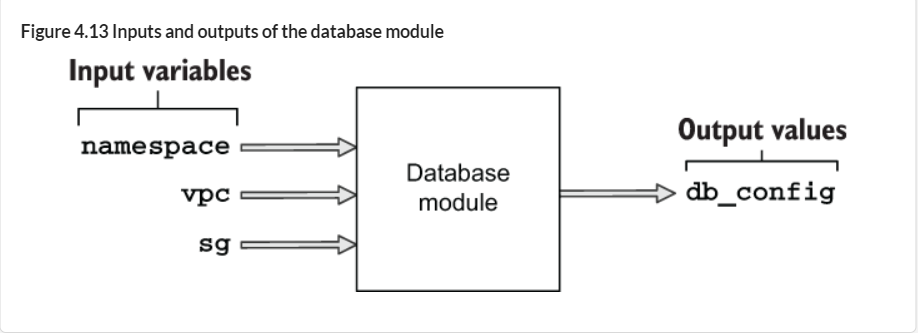 Figure 4.13 Inputs and outputs of the database module
Input variables
namespace
vpc
sg
Database
module
Output values
db_config